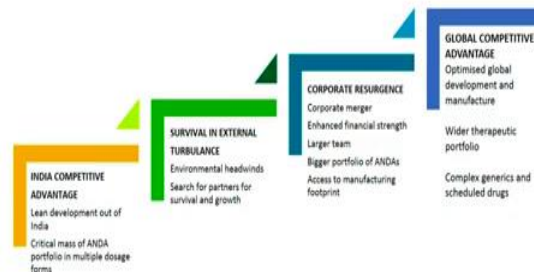 INDIA COMPETITIVE
ADVANTAGE
Lean development out of
India
Critical mass of ANDA
portfolio in multiple dosage
forms
SURVIVAL IN EXTERNAL
TURBULANCE
Environmental headwinds
Search for partners for
survival and growth
CORPORATE RESURGENCE
Corporate merger
Enhanced financial strength
Larger team
Bigger portfolio of ANDAs
Access to manufacturing
footprint
GLOBAL COMPETITIVE
ADVANTAGE
Optimised global
development and
manufacture
Wider therapeutic
portfolio
Complex generics and
scheduled drugs